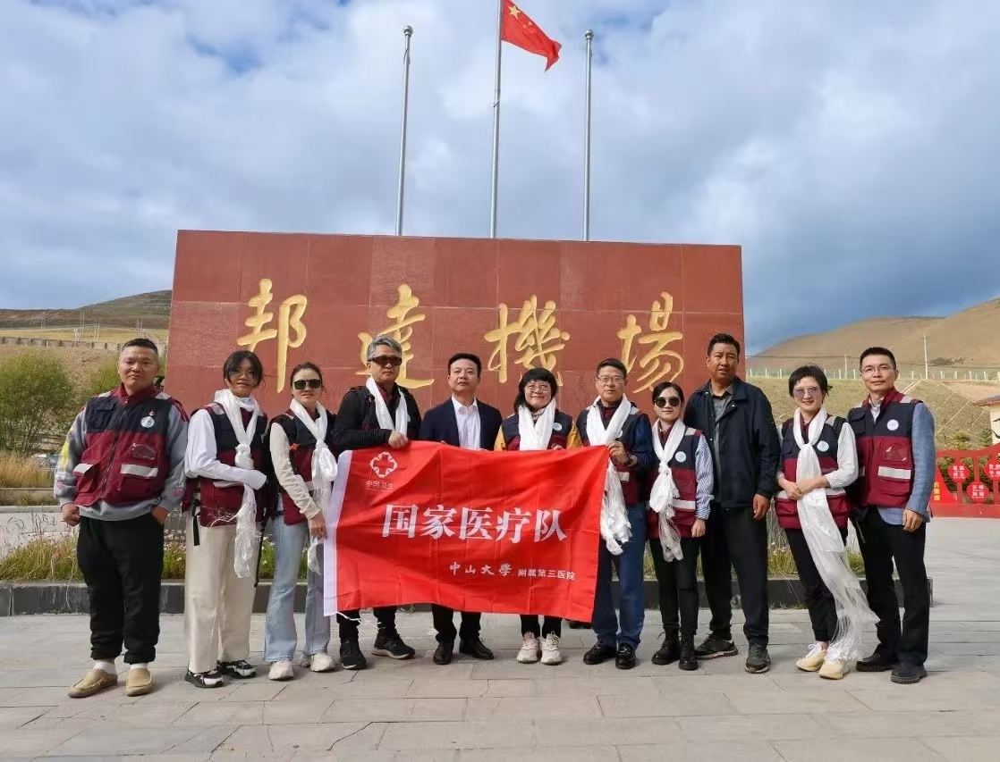 邦達機場
中国卫生
国家医疗队
中山大學 附属第三医院